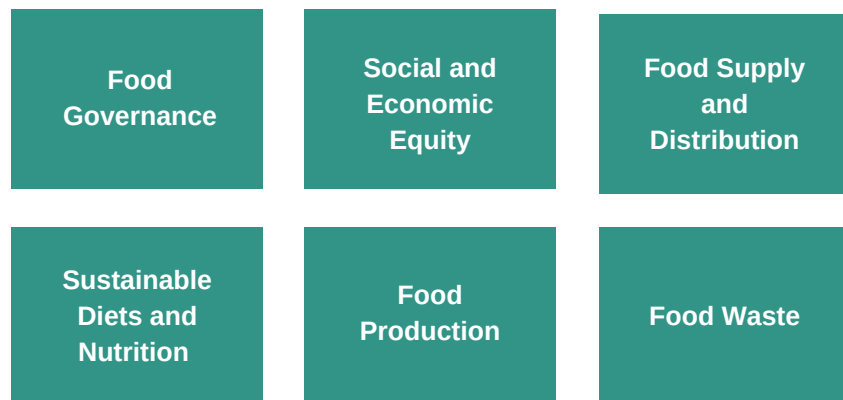 Food
Governance
Social and
Economic
Equity
Food Supply
and
Distribution
Sustainable
Diets and
Nutrition
Food
Production
Food Waste